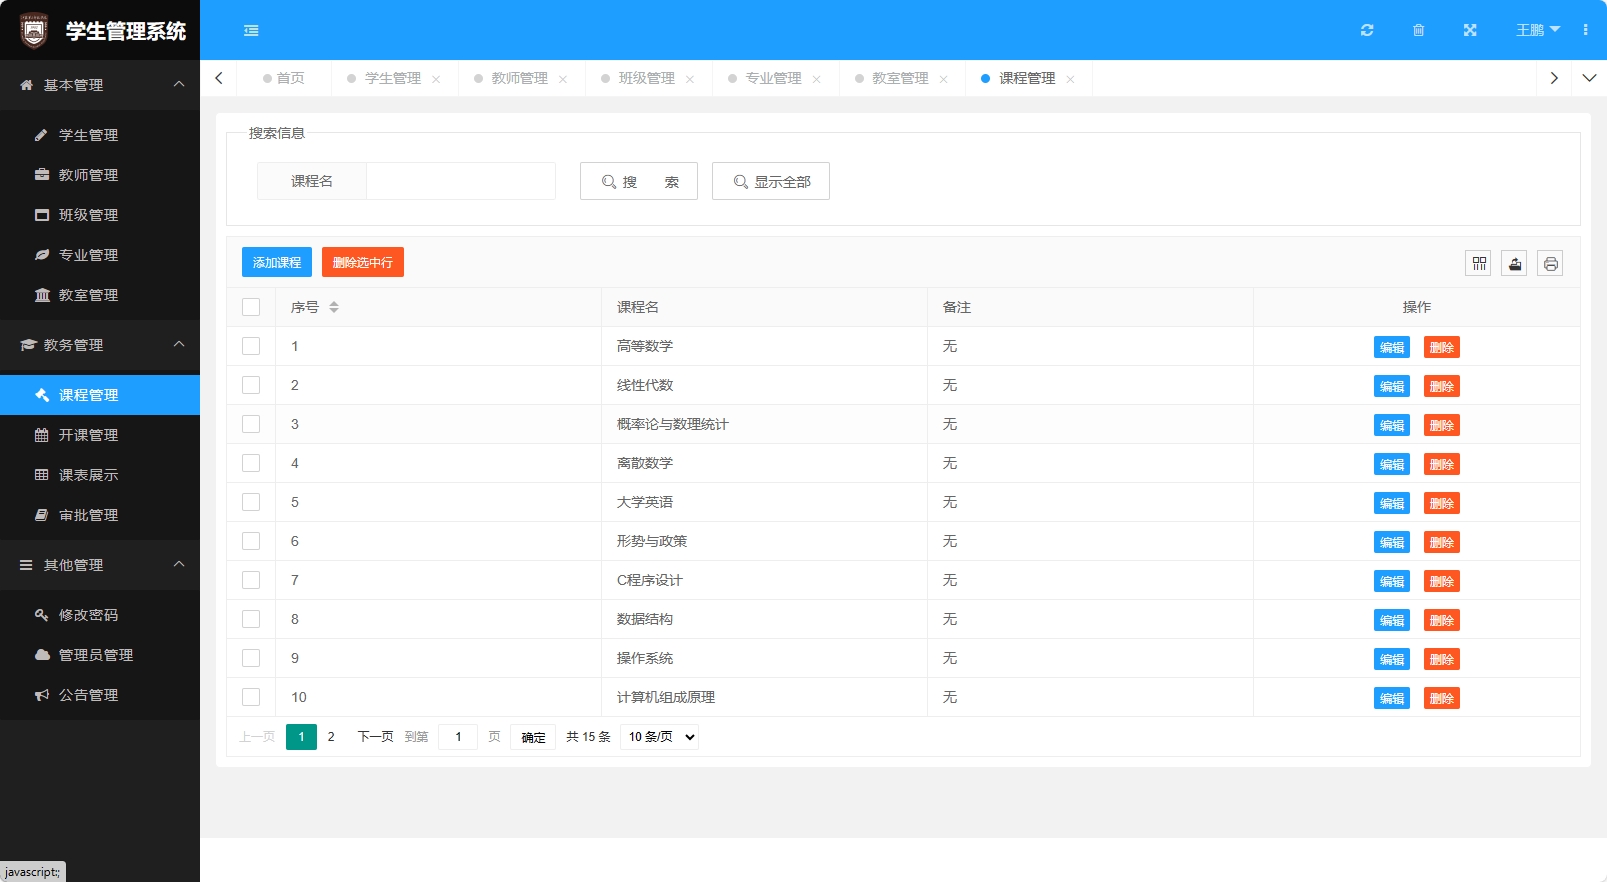 学生管理系统
王鹏
首页
学生管理
教师管理
班级管理
专业管理
教室管理
课程管理
基本管理
学生管理
教师管理
班级管理
专业管理
教室管理
教务管理
课程管理
开课管理
课表展示
审批管理
其他管理
修改密码
管理员管理
公告管理
搜索信息
课程名
搜 索
显示全部
添加课程 删除选中行
序号 课程名 备注 操作
1 高等数学 无 编辑 删除
2 线性代数 无 编辑 删除
3 概率论与数理统计 无 编辑 删除
4 离散数学 无 编辑 删除
5 大学英语 无 编辑 删除
6 形势与政策 无 编辑 删除
7 C程序设计 无 编辑 删除
8 数据结构 无 编辑 删除
9 操作系统 无 编辑 删除
10 计算机组成原理 无 编辑 删除
上一页 1 2 下一页 到第 1 页 确定 共 15 条 10 条/页
javascript:;